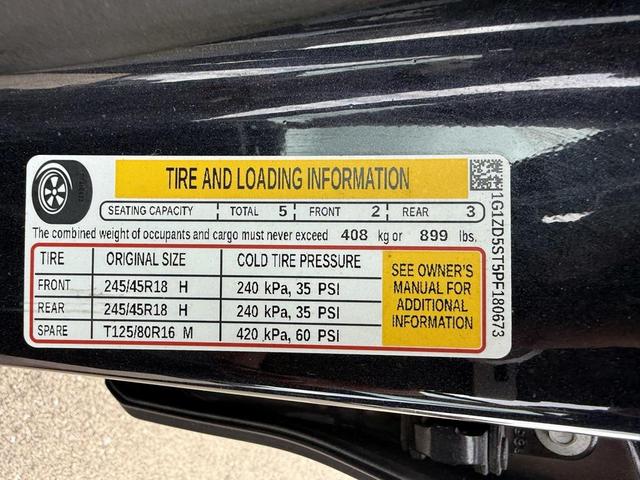 TIRE AND LOADING INFORMATION
SEATING CAPACITY TOTAL 5 FRONT 2 REAR 3
The combined weight of occupants and cargo must never exceed 408 kg or 899 lbs.
TIRE ORIGINAL SIZE COLD TIRE PRESSURE
FRONT 245/45R18 H 240 kPa, 35 PSI
REAR 245/45R18 H 240 kPa, 35 PSI
SPARE T125/80R16 M 420 kPa, 60 PSI
SEE OWNER'S
MANUAL FOR
ADDITIONAL
INFORMATION
1G1ZD5ST5PF180673